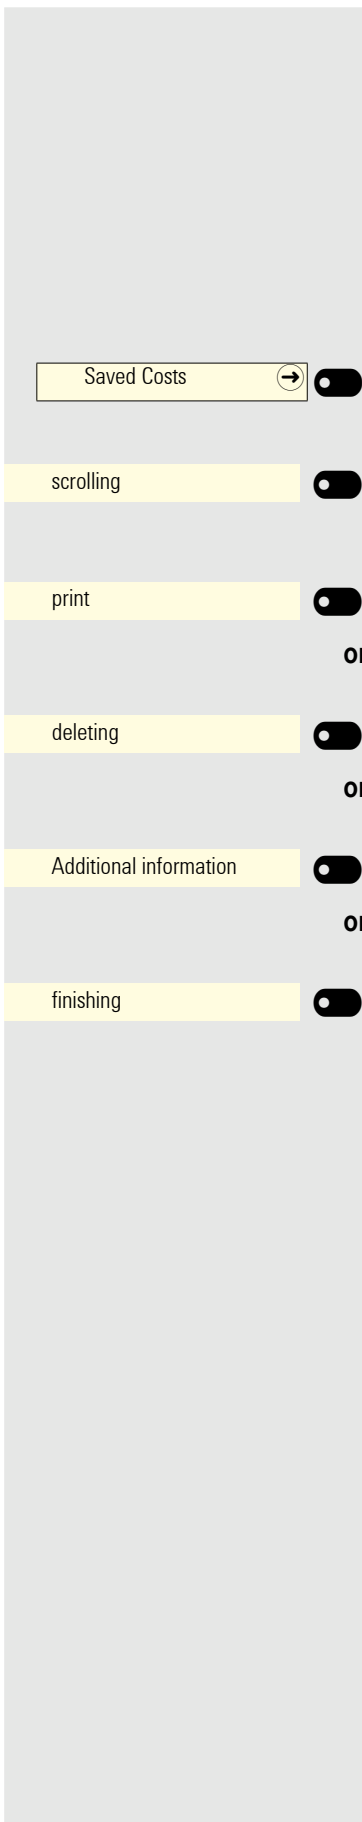 Saved Costs
scrolling
print
or
deleting
or
Additional information
or
finishing